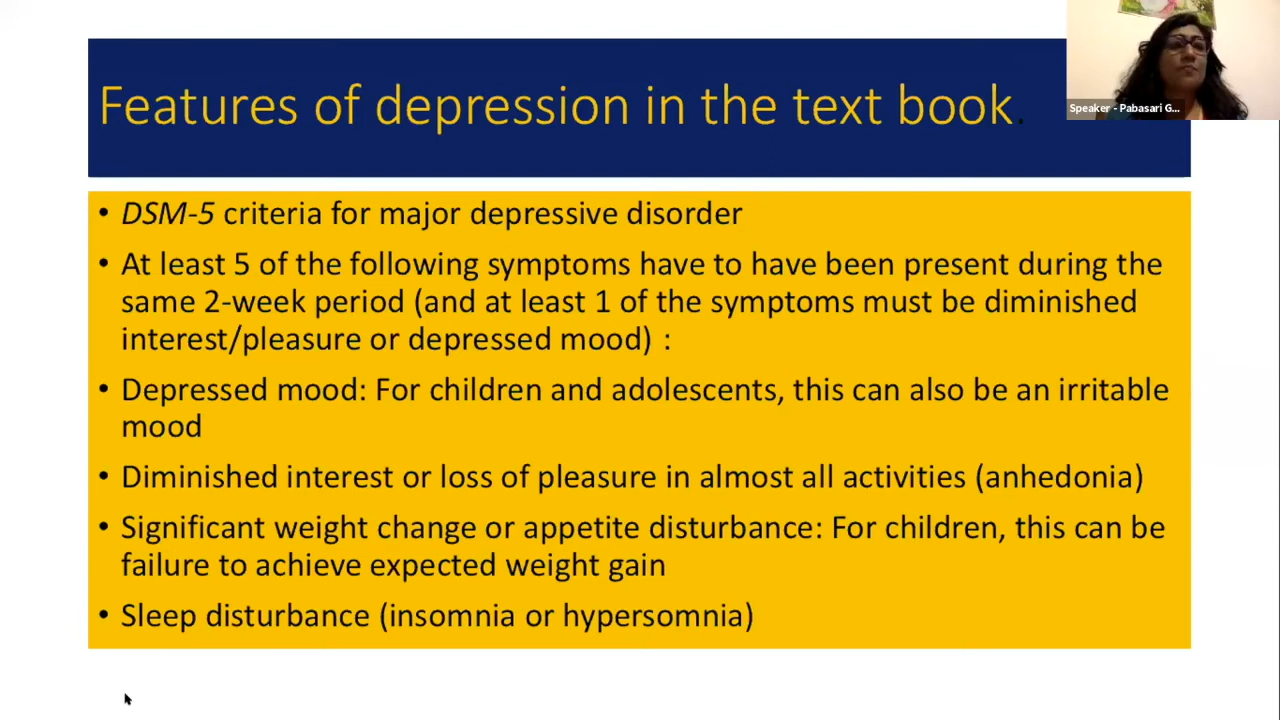 Features of depression in the text book.
Speaker - Pabasari G...
• DSM-5 criteria for major depressive disorder
• At least 5 of the following symptoms have to have been present during the
same 2-week period (and at least 1 of the symptoms must be diminished
interest/pleasure or depressed mood) :
• Depressed mood: For children and adolescents, this can also be an irritable
mood
• Diminished interest or loss of pleasure in almost all activities (anhedonia)
• Significant weight change or appetite disturbance: For children, this can be
failure to achieve expected weight gain
• Sleep disturbance (insomnia or hypersomnia)